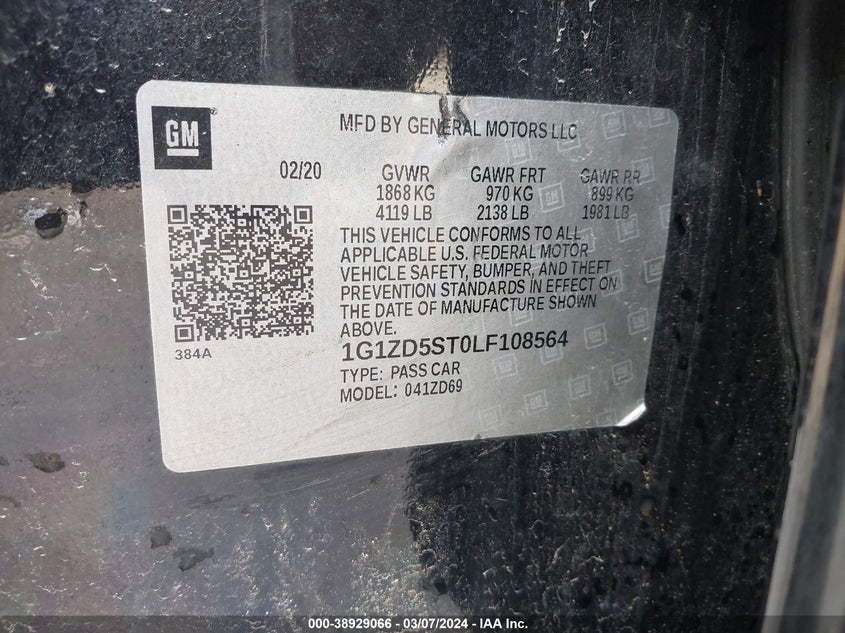 GM
MFD BY GENERAL MOTORS LLC
02/20 GVWR GAWR FRT GAWR RR
1868 KG 970 KG 899 KG
4119 LB 2138 LB 1981 LB
THIS VEHICLE CONFORMS TO ALL
APPLICABLE U.S. FEDERAL MOTOR
VEHICLE SAFETY, BUMPER, AND THEFT
PREVENTION STANDARDS IN EFFECT ON
THE DATE OF MANUFACTURE SHOWN
ABOVE.
384A
1G1ZD5ST0LF108564
TYPE: PASS CAR
MODEL: 041ZD69
000-38929066 - 03/07/2024 - IAAI.COM